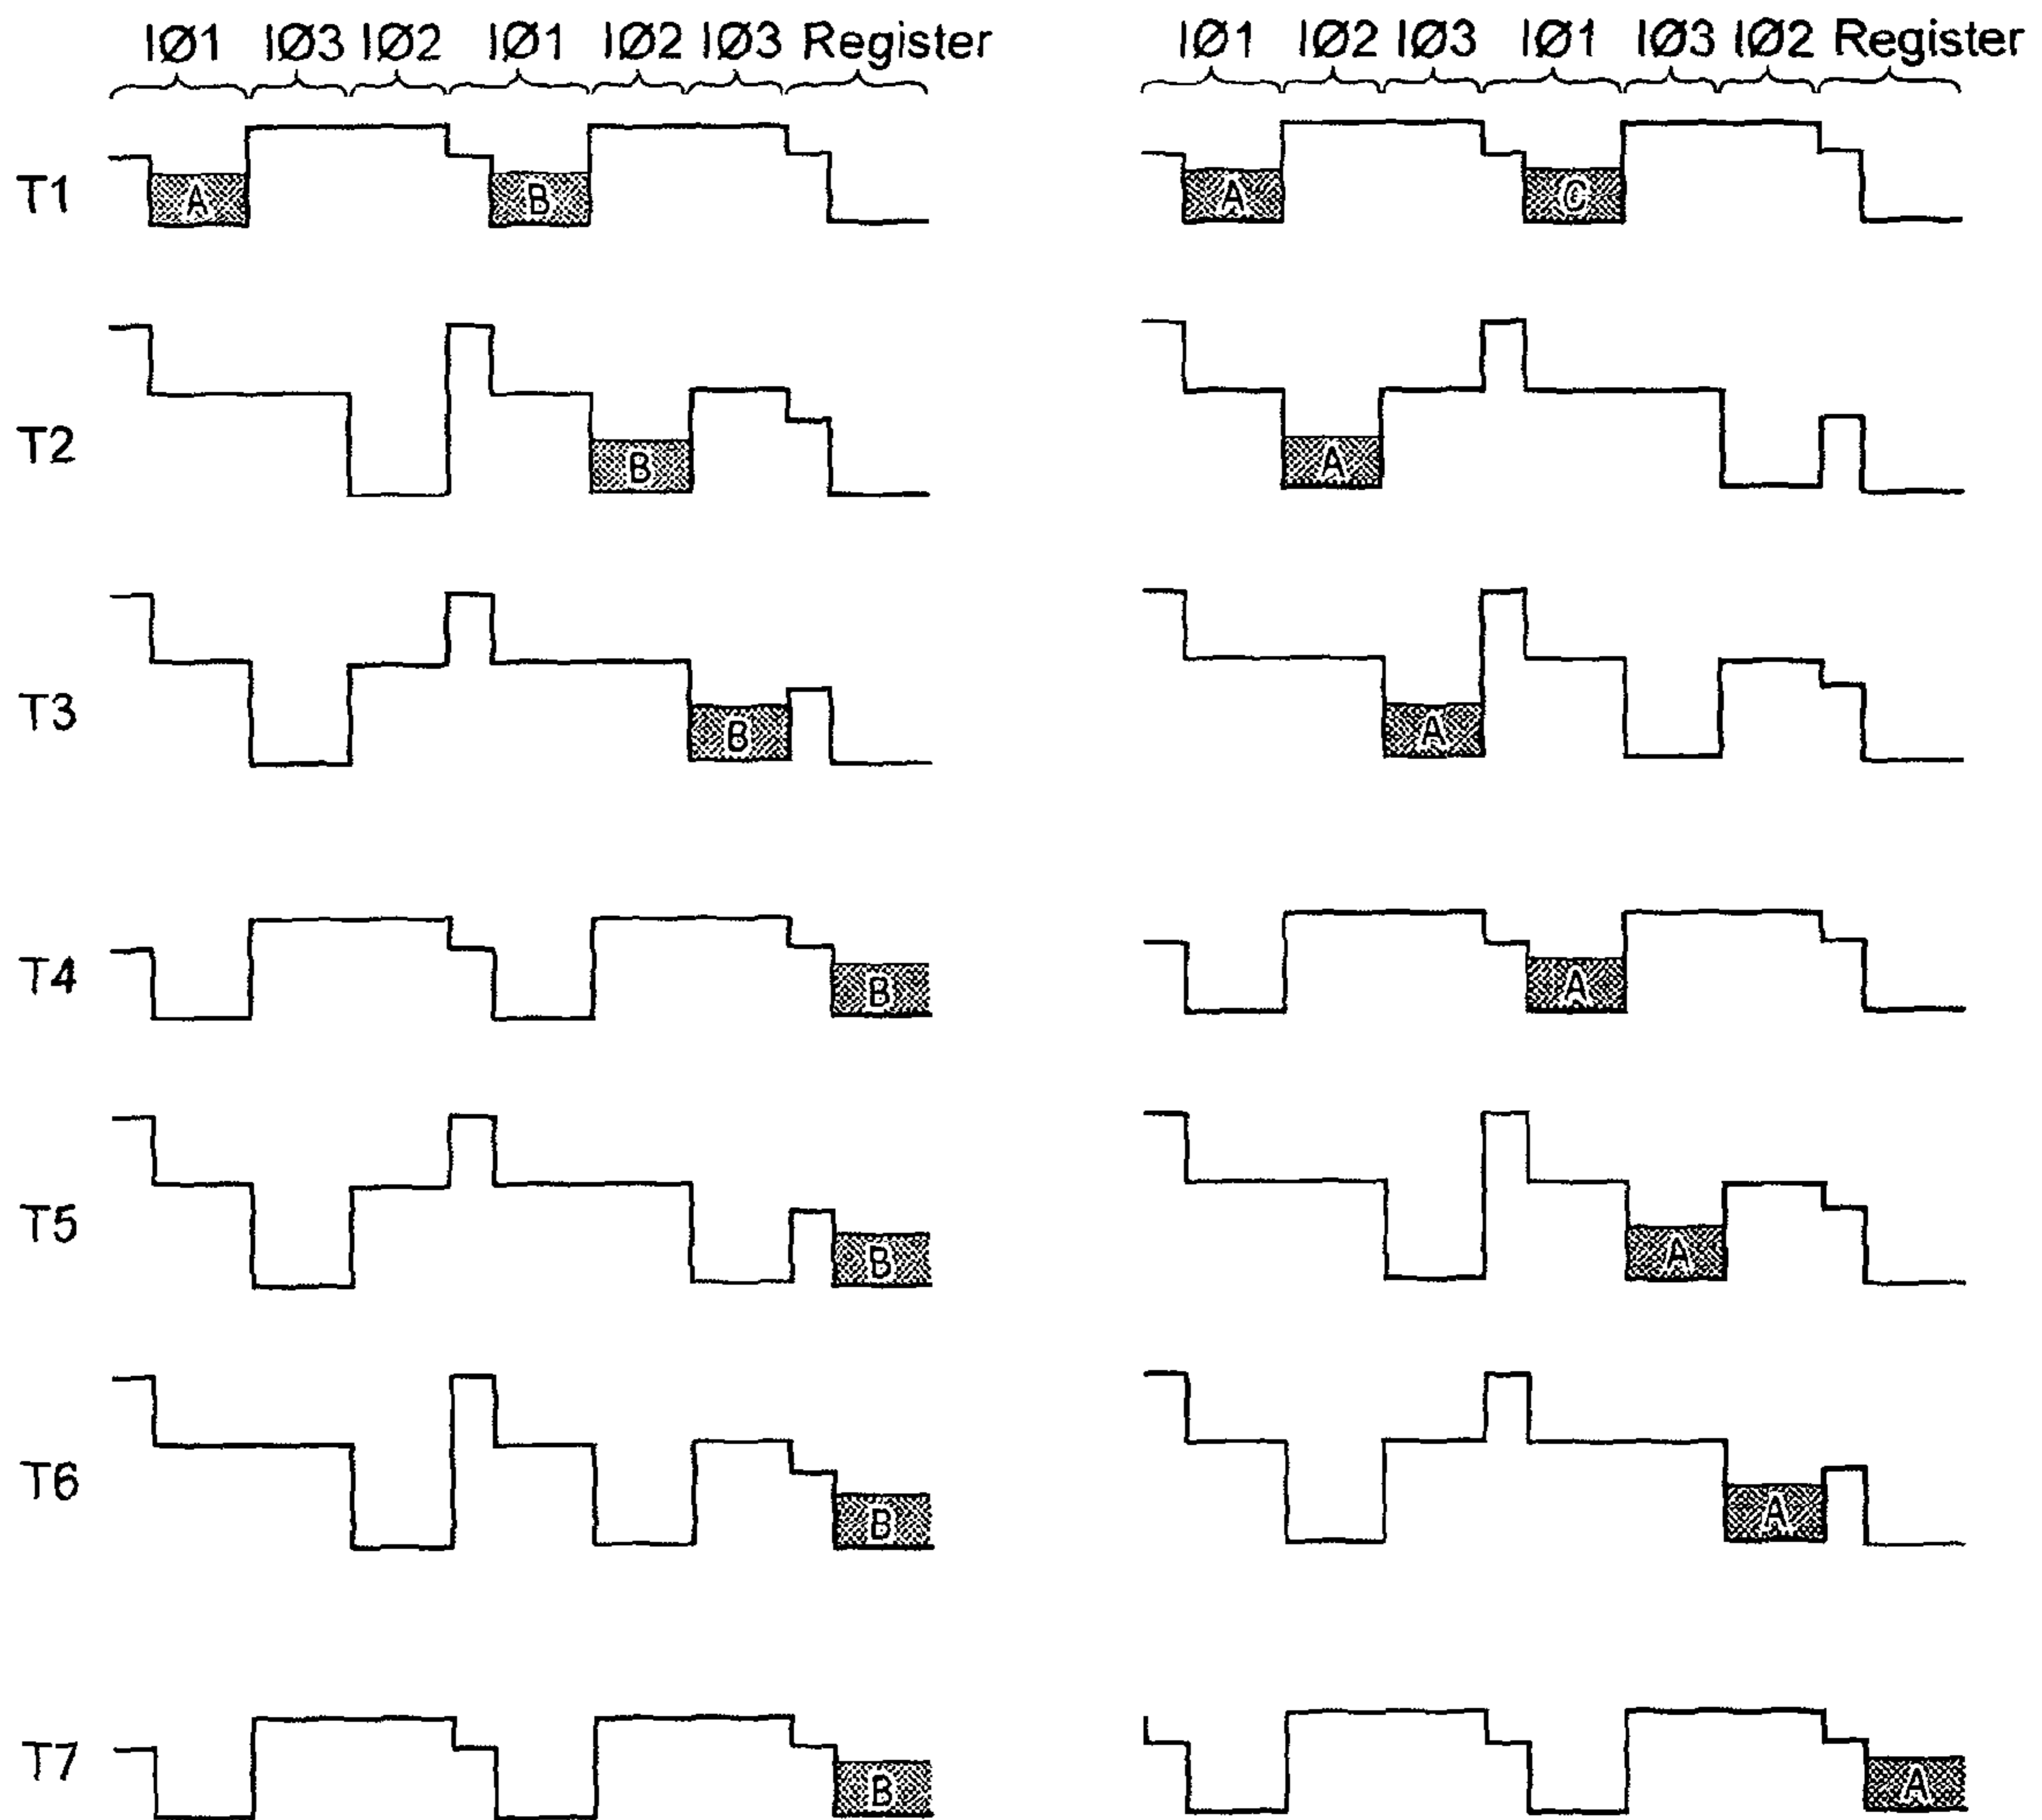 IØ1 IØ3 IØ2 IØ1 IØ2 IØ3 Register
IØ1 IØ2 IØ3 IØ1 IØ3 IØ2 Register
T1 A B A C
T2 B A
T3 B A
T4 B A
T5 B A
T6 B A
T7 B A